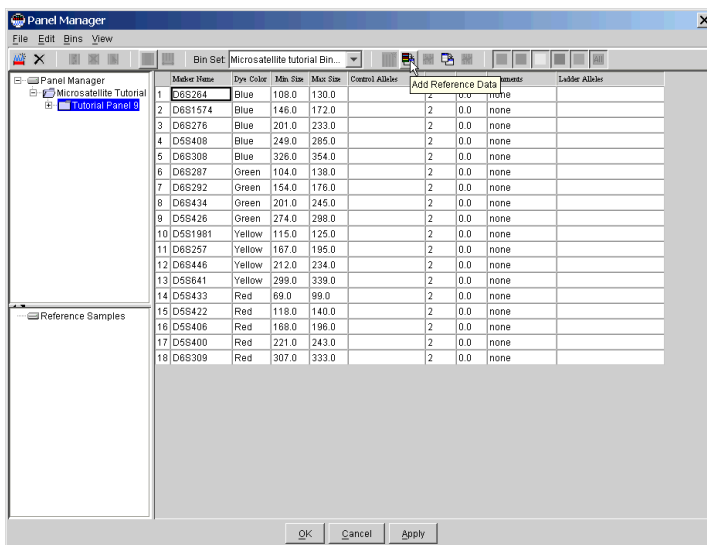 Panel Manager
File Edit Bins View
Bin Set: Microsatellite tutorial Bin...
Add Reference Data
Panel Manager
Microsatellite Tutorial
Tutorial Panel 9
Reference Samples
Marker Name Dye Color Min Size Max Size Control Alleles Ladder Alleles
1 D6S264 Blue 108.0 130.0 2 0.0 none
2 D6S1574 Blue 146.0 172.0 2 0.0 none
3 D6S276 Blue 201.0 233.0 2 0.0 none
4 D5S408 Blue 249.0 285.0 2 0.0 none
5 D6S308 Blue 326.0 354.0 2 0.0 none
6 D6S287 Green 104.0 138.0 2 0.0 none
7 D6S292 Green 154.0 176.0 2 0.0 none
8 D6S434 Green 201.0 245.0 2 0.0 none
9 D5S426 Green 274.0 298.0 2 0.0 none
10 D5S1981 Yellow 115.0 125.0 2 0.0 none
11 D6S257 Yellow 167.0 195.0 2 0.0 none
12 D6S446 Yellow 212.0 234.0 2 0.0 none
13 D5S641 Yellow 299.0 339.0 2 0.0 none
14 D5S433 Red 69.0 99.0 2 0.0 none
15 D5S422 Red 118.0 140.0 2 0.0 none
16 D5S406 Red 168.0 196.0 2 0.0 none
17 D5S400 Red 221.0 243.0 2 0.0 none
18 D6S309 Red 307.0 333.0 2 0.0 none
OK Cancel Apply